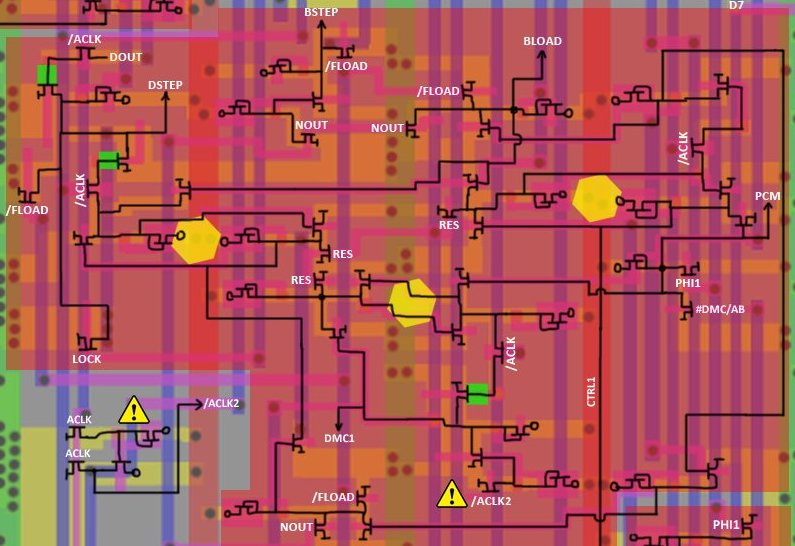 D7
BSTEP
/ACLK
BLOAD
DOUT
/FLOAD
DSTEP
/FLOAD
NOUT
NOUT
/ACLK
/ACLK
PCM
/FLOAD
RES
RES
RES
PHI1
#DMC/AB
/ACLK
LOCK
CTRL1
/ACLK2
ACLK
DMC1
ACLK
/FLOAD
/ACLK2
NOUT
PHI1